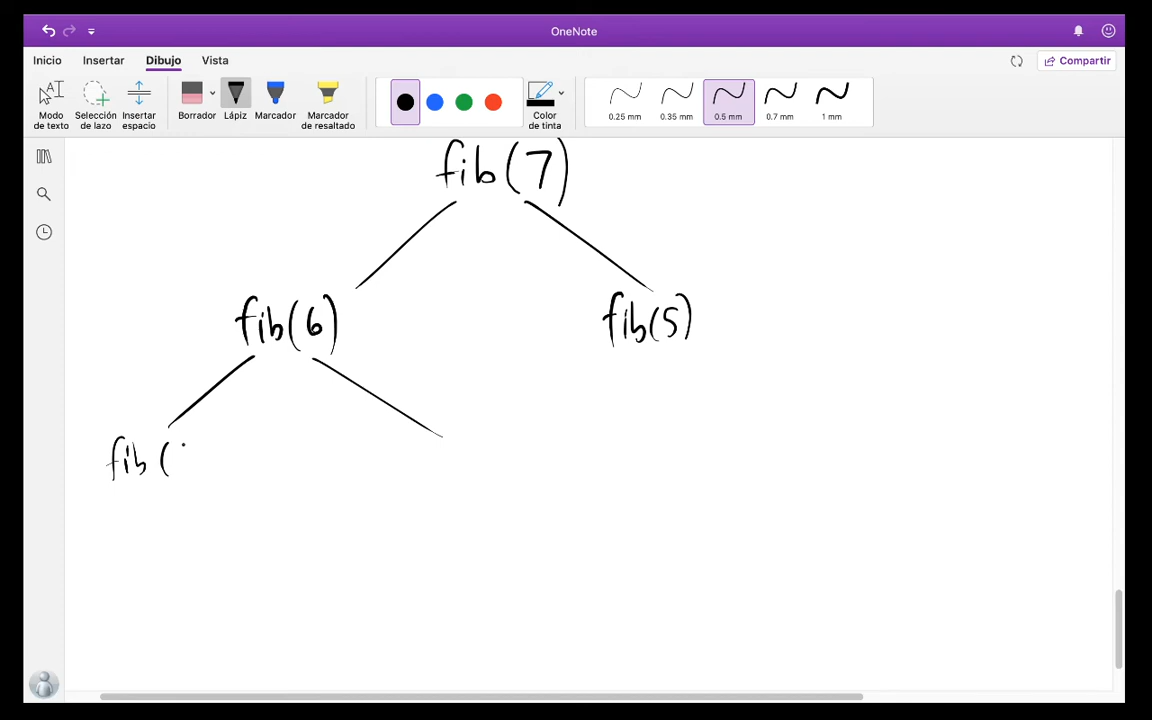 OneNote
Inicio Insertar Dibujo Vista Compartir
Modo de texto Selección de lazo Insertar espacio Borrador Lápiz Marcador Marcador de resaltado Color de tinta 0.25 mm 0.35 mm 0.5 mm 0.7 mm 1 mm
fib(7)
fib(6) fib(5)
fib(